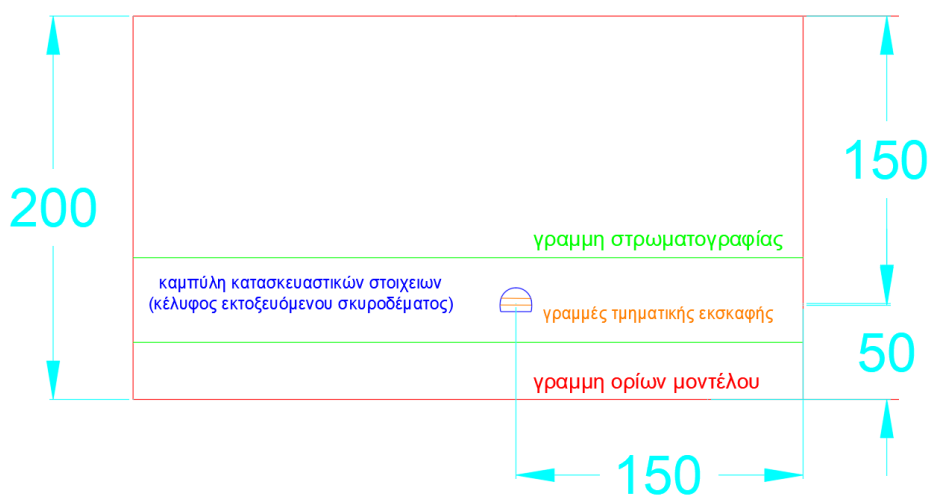 200
150
γραμμη στρωματογραφίας
καμπύλη κατασκευαστικών στοιχειων
(κέλυφος εκτοξευόμενου σκυροδέματος)
γραμμές τμηματικής εκσκαφής
50
γραμμη ορίων μοντέλου
150